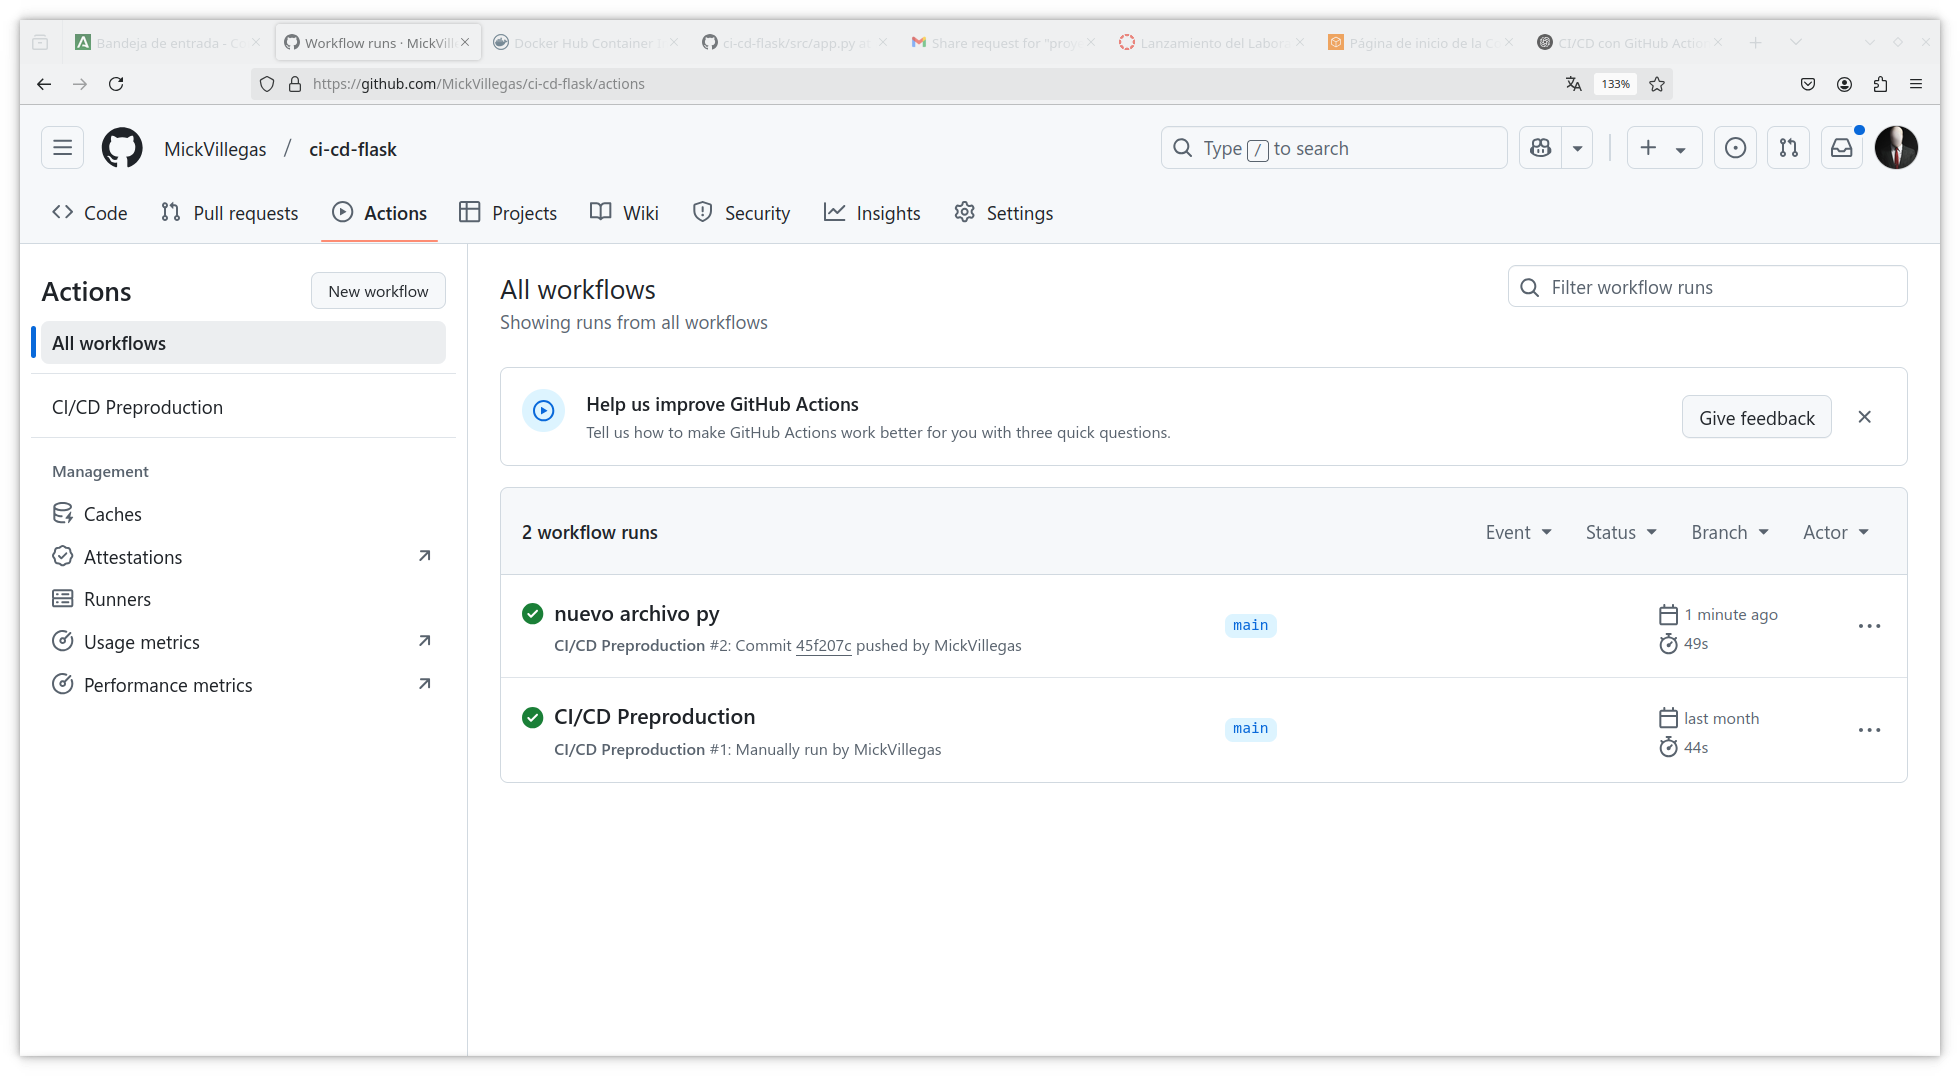 Bandeja de entrada - Co
Workflow runs · MickVill
Docker Hub Container
ci-cd-flask/src/app.py at
Share request for "proye
Lanzamiento del Labora
Página de inicio de la Co
CI/CD con GitHub Action
https://github.com/MickVillegas/ci-cd-flask/actions
133%
MickVillegas / ci-cd-flask
Type / to search
Code
Pull requests
Actions
Projects
Wiki
Security
Insights
Settings
Actions
New workflow
All workflows
CI/CD Preproduction
Management
Caches
Attestations
Runners
Usage metrics
Performance metrics
All workflows
Showing runs from all workflows
Filter workflow runs
Help us improve GitHub Actions
Tell us how to make GitHub Actions work better for you with three quick questions.
Give feedback
2 workflow runs
Event
Status
Branch
Actor
nuevo archivo py
CI/CD Preproduction #2: Commit 45f207c pushed by MickVillegas
main
1 minute ago
49s
CI/CD Preproduction
CI/CD Preproduction #1: Manually run by MickVillegas
main
last month
44s